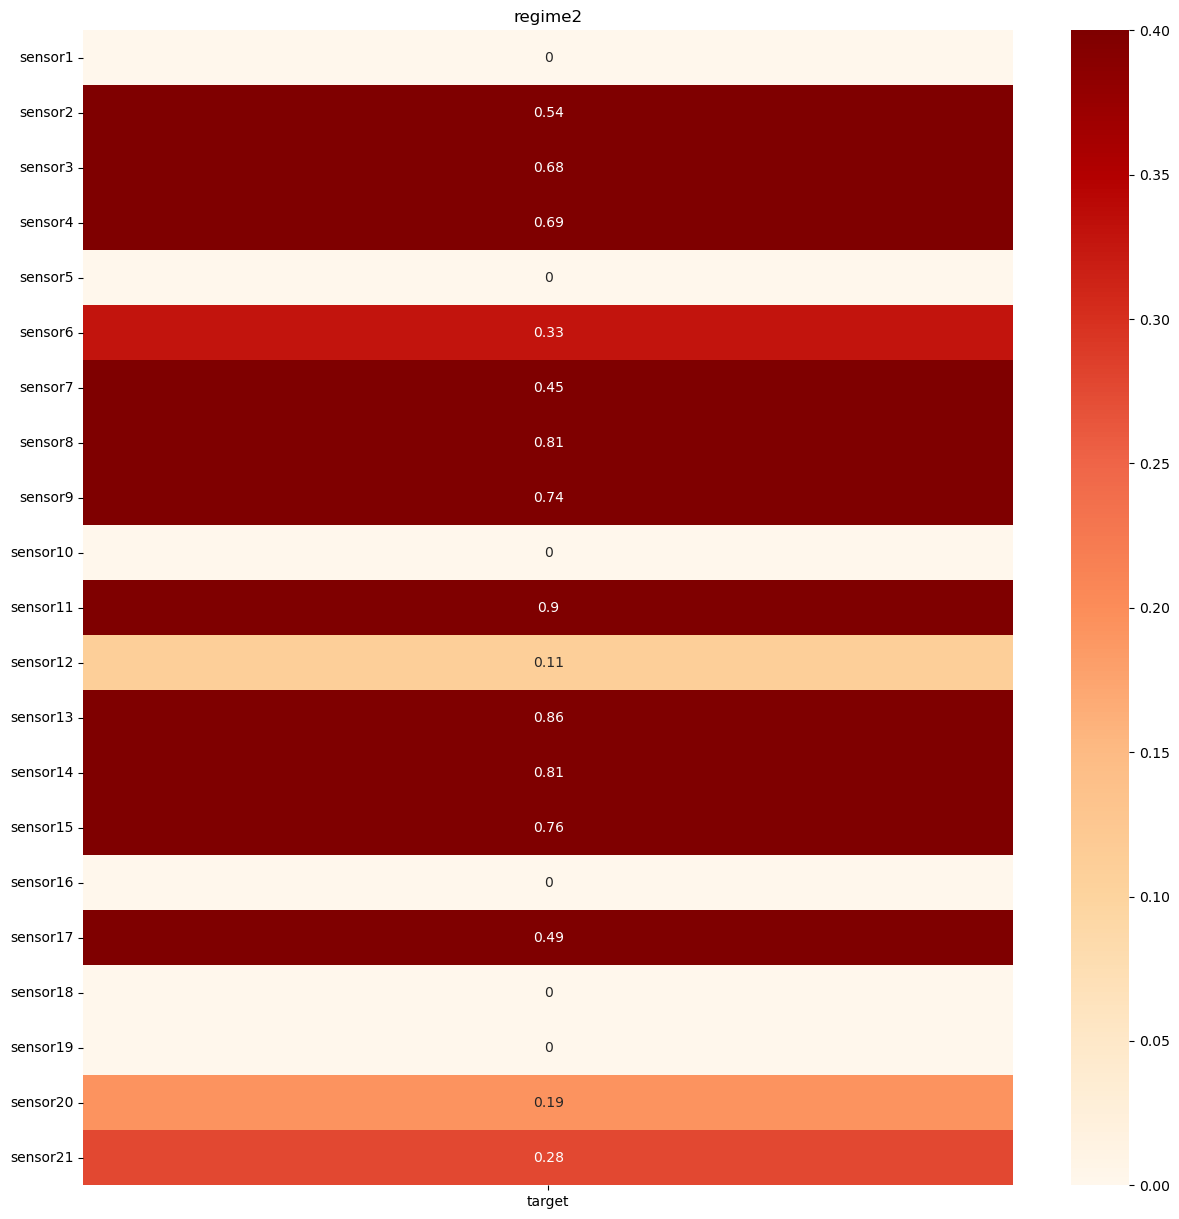 regime2
sensor1 0
sensor2 0.54
sensor3 0.68
sensor4 0.69
sensor5 0
sensor6 0.33
sensor7 0.45
sensor8 0.81
sensor9 0.74
sensor10 0
sensor11 0.9
sensor12 0.11
sensor13 0.86
sensor14 0.81
sensor15 0.76
sensor16 0
sensor17 0.49
sensor18 0
sensor19 0
sensor20 0.19
sensor21 0.28
target
0.40
0.35
0.30
0.25
0.20
0.15
0.10
0.05
0.00